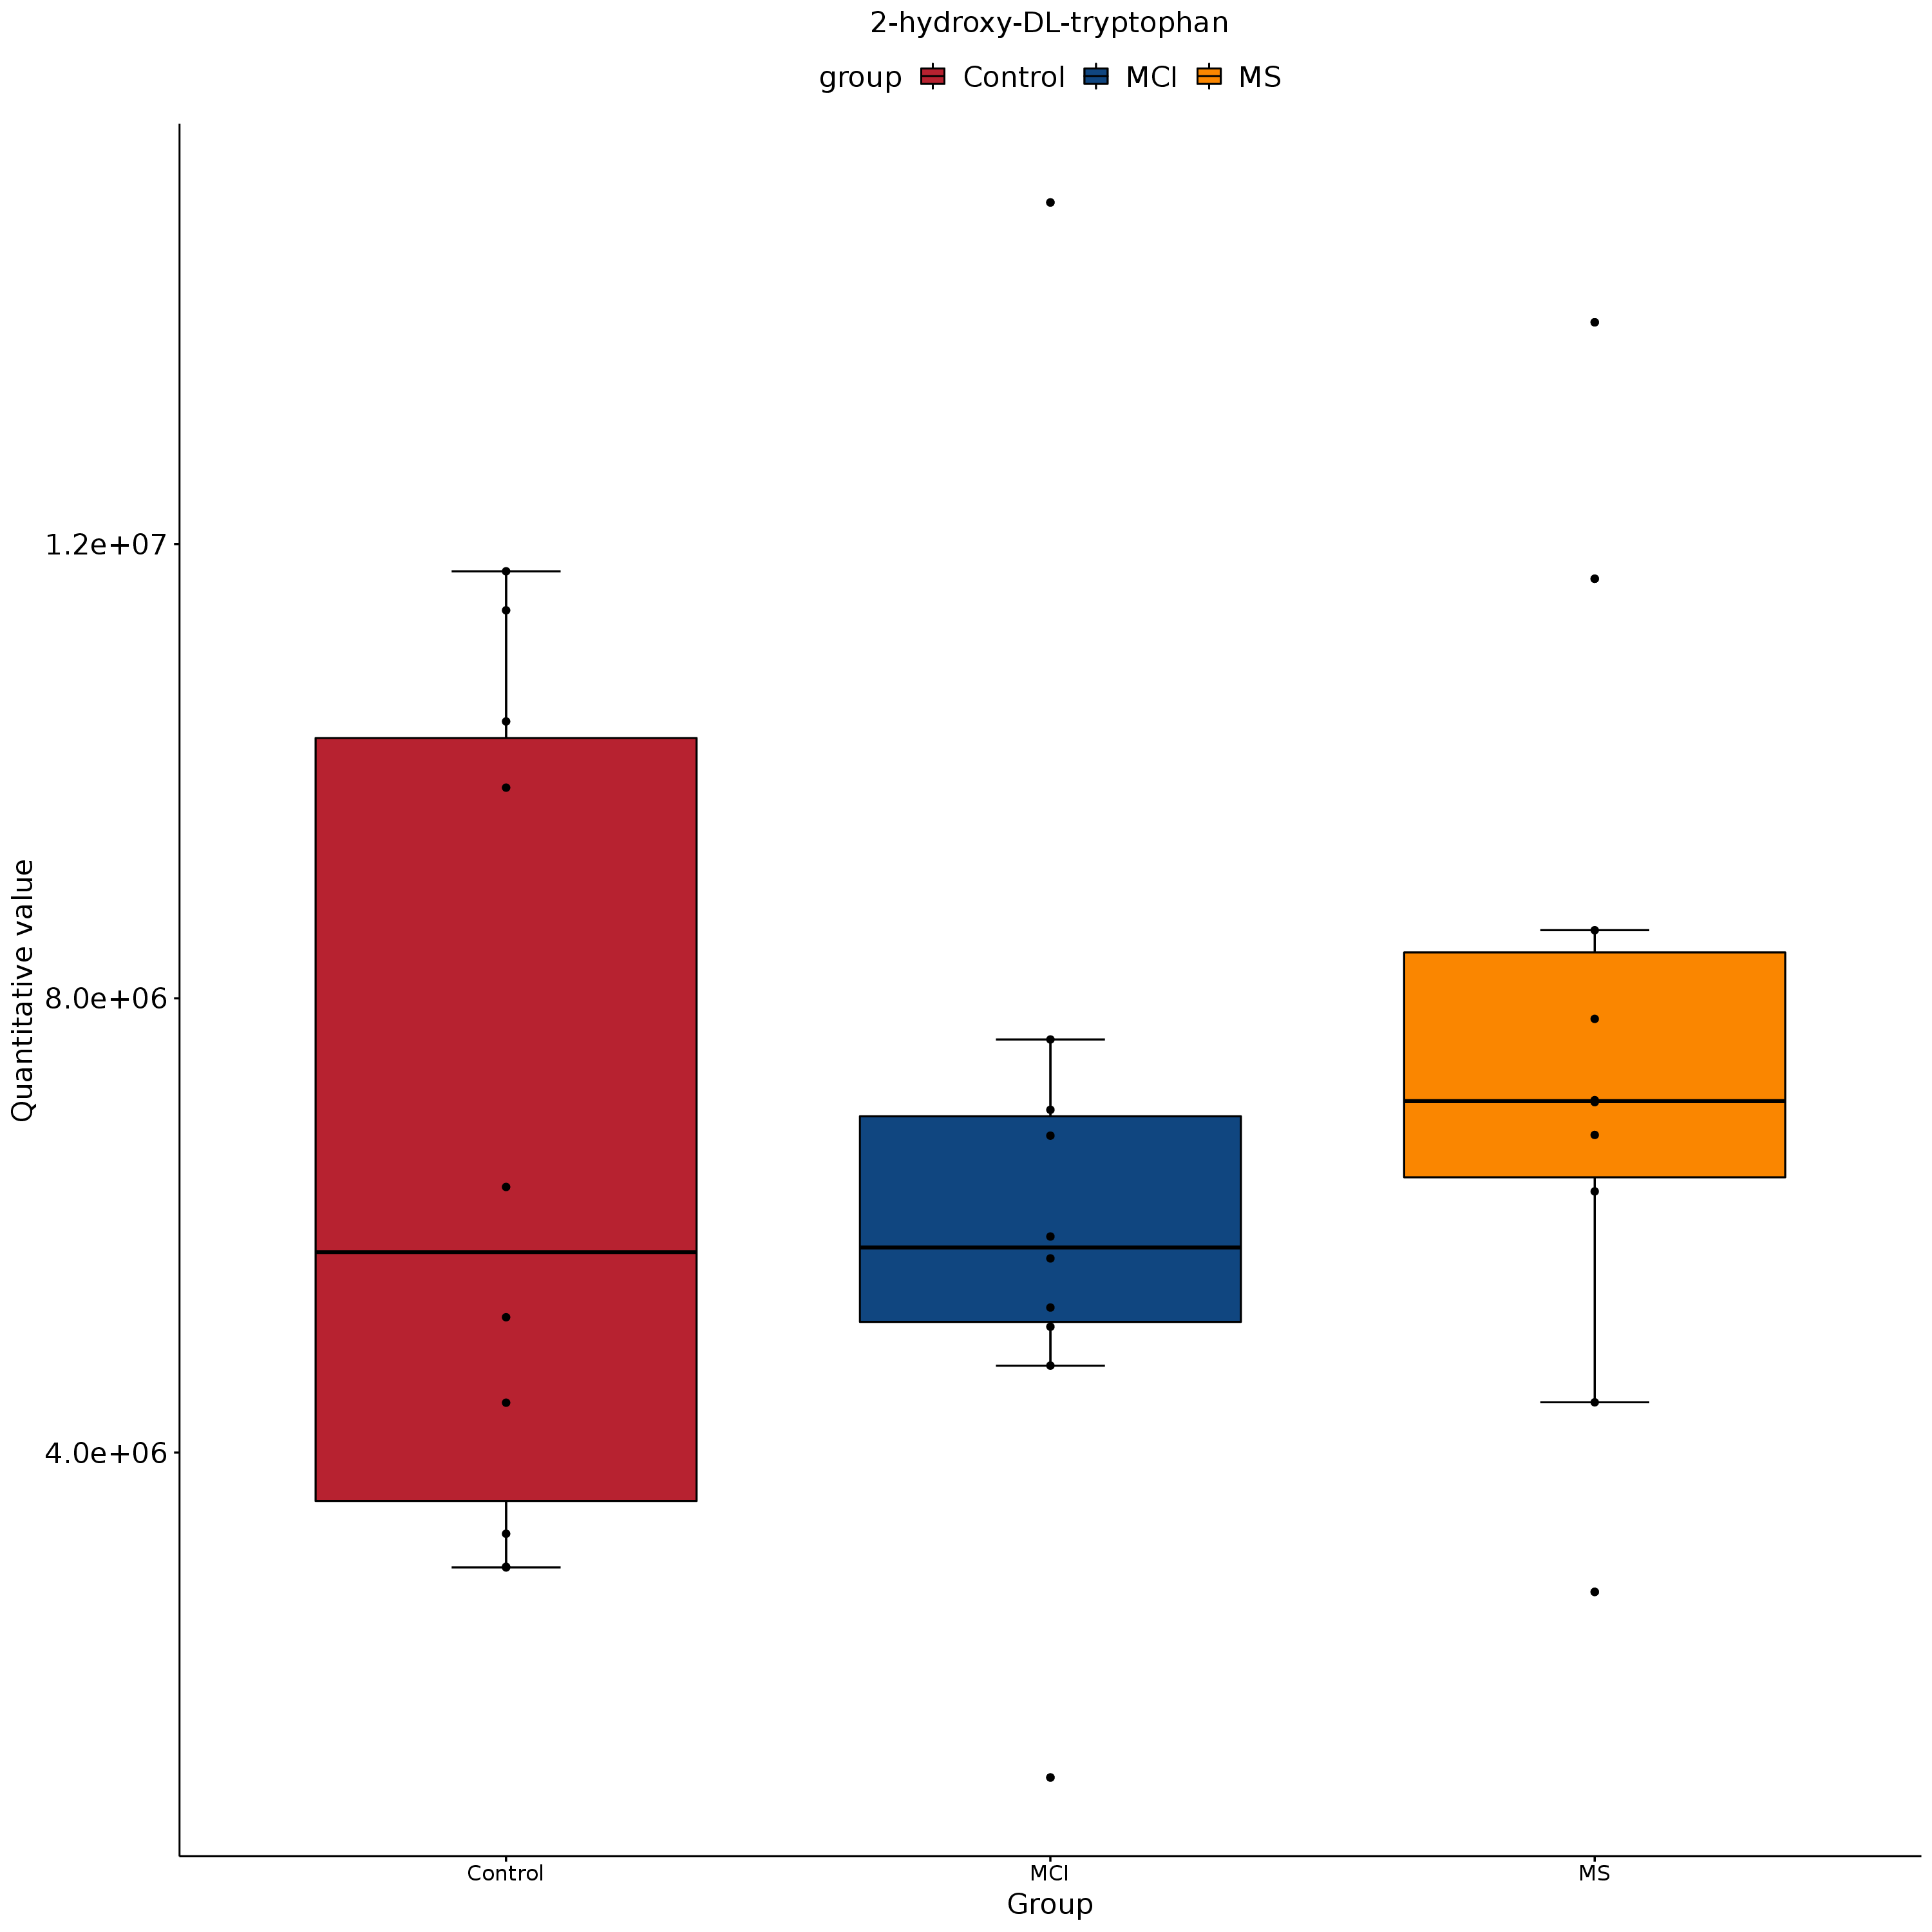 2-hydroxy-DL-tryptophan
group Control MCI MS
1.2e+07
8.0e+06
4.0e+06
Quantitative value
Control MCI MS
Group